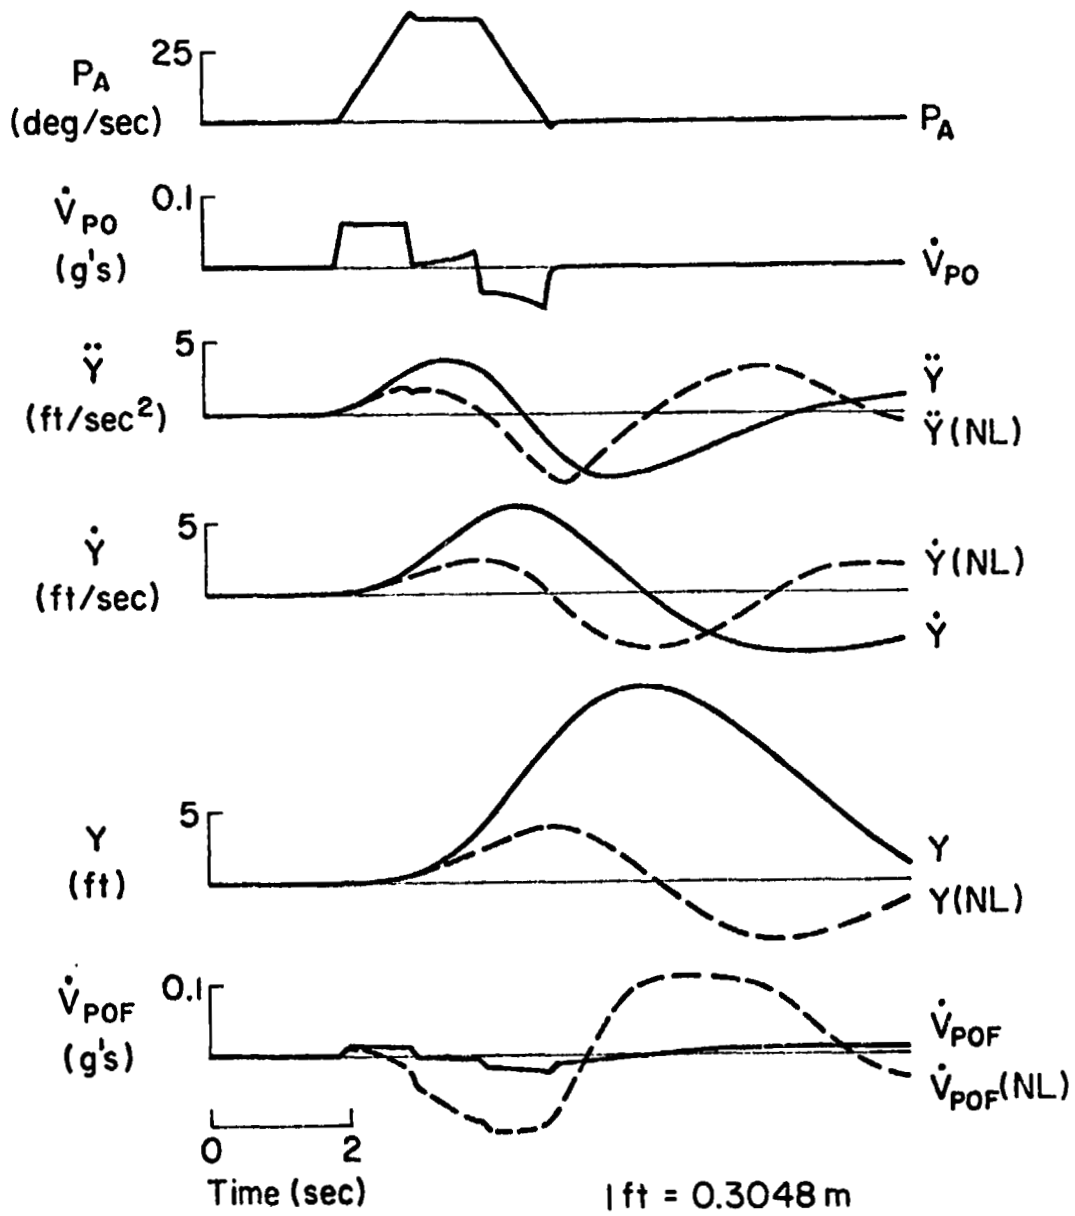 25
P_A
(deg/sec)
P_A
0.1
V̇_PO
(g's)
V̇_PO
5
Ÿ
(ft/sec²)
Ÿ
Ÿ(NL)
5
Ẏ
(ft/sec)
Ẏ(NL)
Ẏ
5
Y
(ft)
Y
Y(NL)
0.1
V̇_POF
(g's)
V̇_POF
V̇_POF(NL)
0 2
Time (sec)
1 ft = 0.3048 m